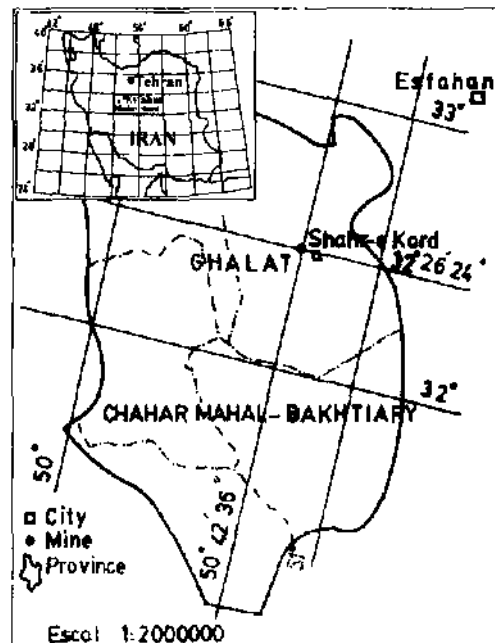 Tehran
IRAN
Esfahan
33°
Shahr-e Kord
GHALAT
32° 26′ 24″
32°
CHAHAR MAHAL-BAKHTIARY
50°
50° 42′ 36″
51°
City
Mine
Province
Escal 1:2000000